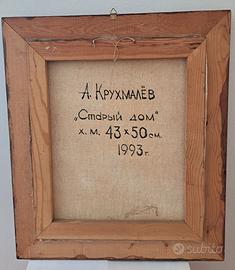 А. Крухмалёв
„Старый дом"
х. м. 43 х 50 см.
1993 г.
subito